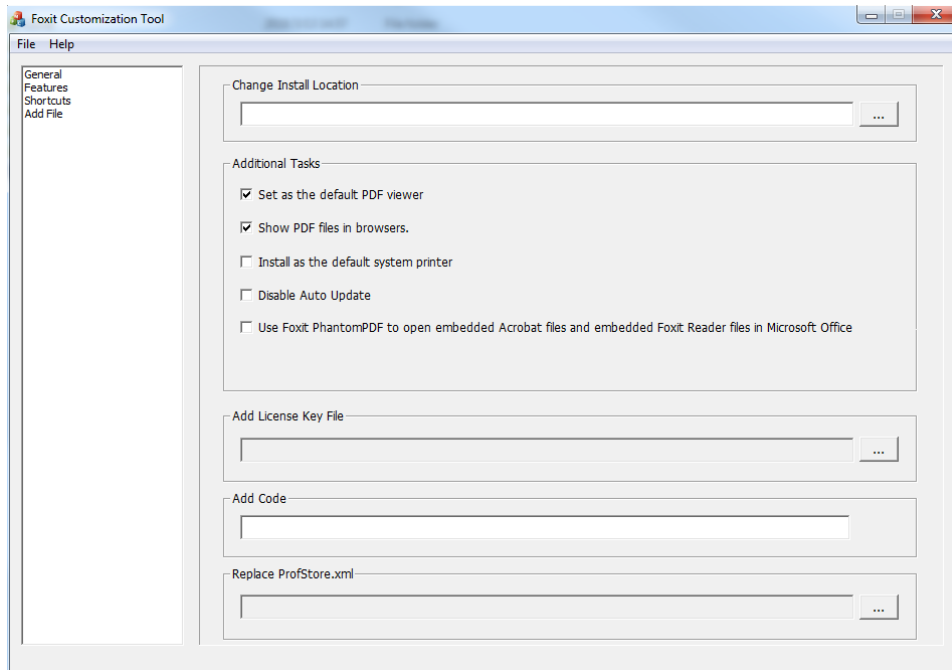 Foxit Customization Tool
File Help
General
Features
Shortcuts
Add File
Change Install Location
...
Additional Tasks
Set as the default PDF viewer
Show PDF files in browsers.
Install as the default system printer
Disable Auto Update
Use Foxit PhantomPDF to open embedded Acrobat files and embedded Foxit Reader files in Microsoft Office
Add License Key File
...
Add Code
Replace ProfStore.xml
...